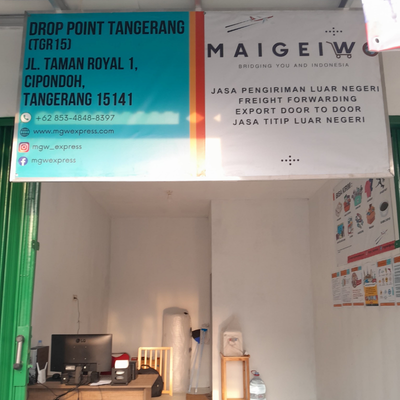 DROP POINT TANGERANG
(TGR15)
JL. TAMAN ROYAL 1,
CIPONDOH,
TANGERANG 15141
+62 853-4848-8397
www.mgwexpress.com
mgw_express
mgwexpress
MAIGEIWO
BRIDGING YOU AND INDONESIA
JASA PENGIRIMAN LUAR NEGERI
FREIGHT FORWARDING
EXPORT DOOR TO DOOR
JASA TITIP LUAR NEGERI
LG